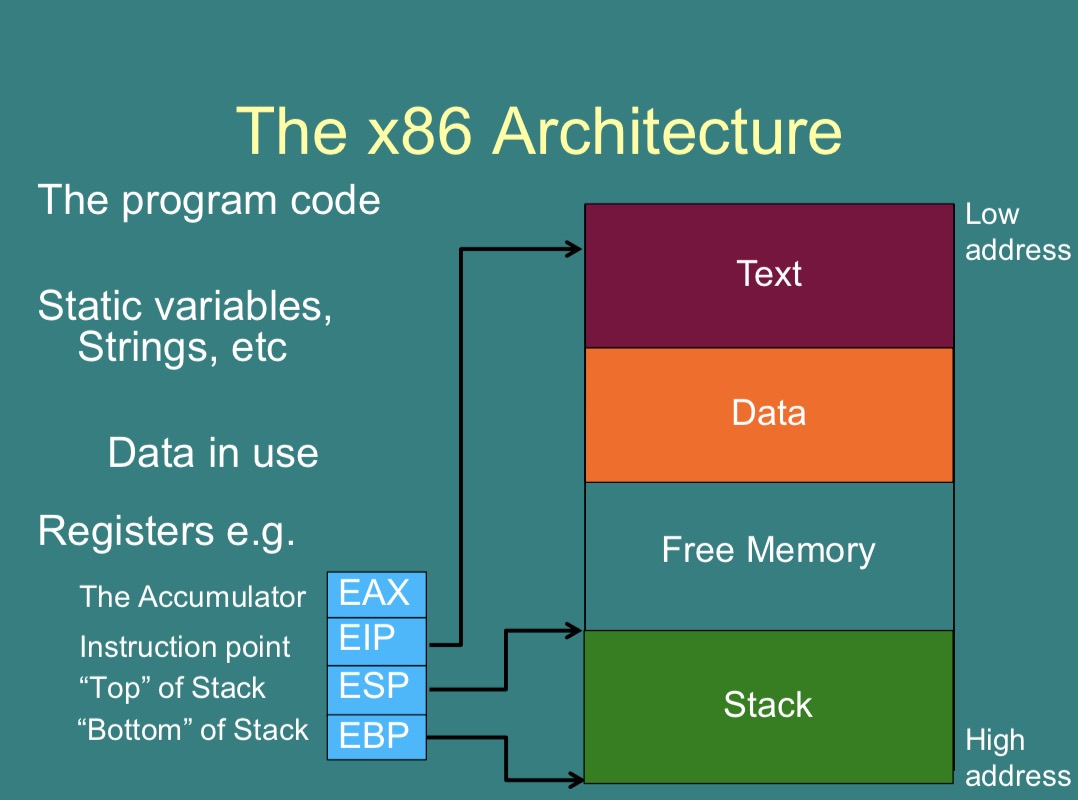 The x86 Architecture
The program code
Static variables,
Strings, etc
Data in use
Registers e.g.
The Accumulator
Instruction point
“Top” of Stack
“Bottom” of Stack
EAX
EIP
ESP
EBP
Text
Data
Free Memory
Stack
Low
address
High
address